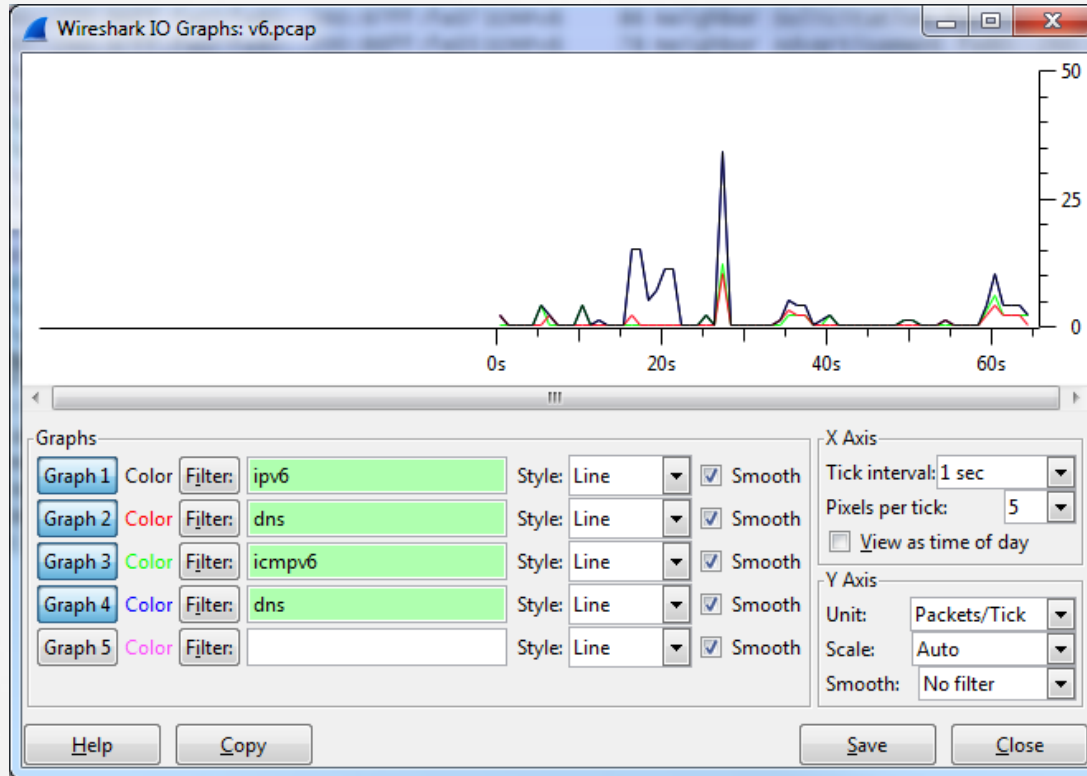 Wireshark IO Graphs: v6.pcap
50
25
0
0s 20s 40s 60s
Graphs
Graph 1 Color Filter: ipv6 Style: Line Smooth
Graph 2 Color Filter: dns Style: Line Smooth
Graph 3 Color Filter: icmpv6 Style: Line Smooth
Graph 4 Color Filter: dns Style: Line Smooth
Graph 5 Color Filter: Style: Line Smooth
X Axis
Tick interval: 1 sec
Pixels per tick: 5
View as time of day
Y Axis
Unit: Packets/Tick
Scale: Auto
Smooth: No filter
Help Copy Save Close